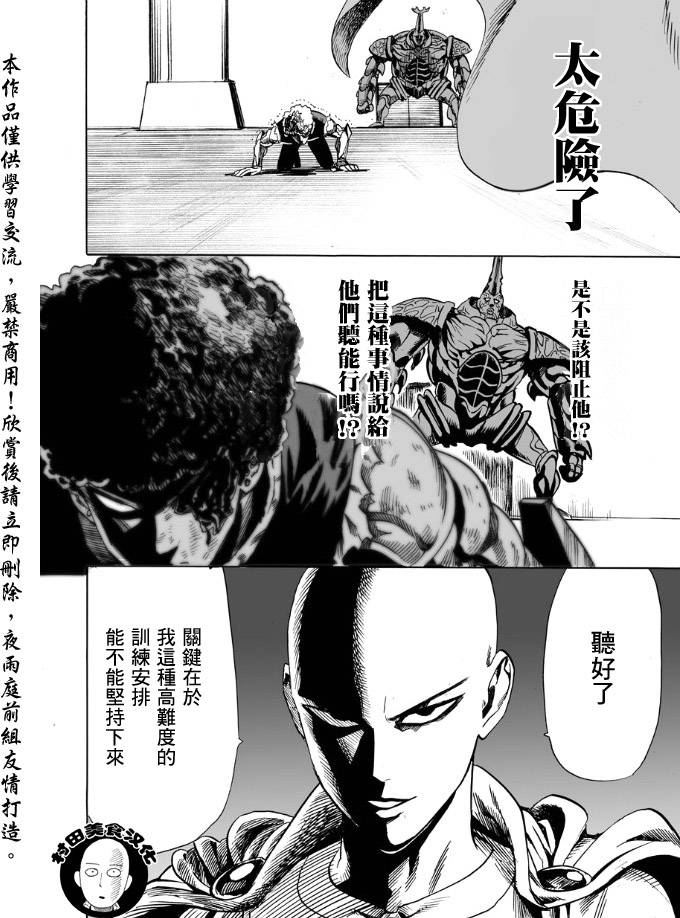 太危險了
是不是該阻止他!?
把這種事情說給
他們聽能行嗎!?
聽好了
關鍵在於
我這種高難度的
訓練安排
能不能堅持下來
本作品僅供學習交流，嚴禁商用！欣賞後請立即刪除，夜雨庭前組友情打造。
村田美食汉化